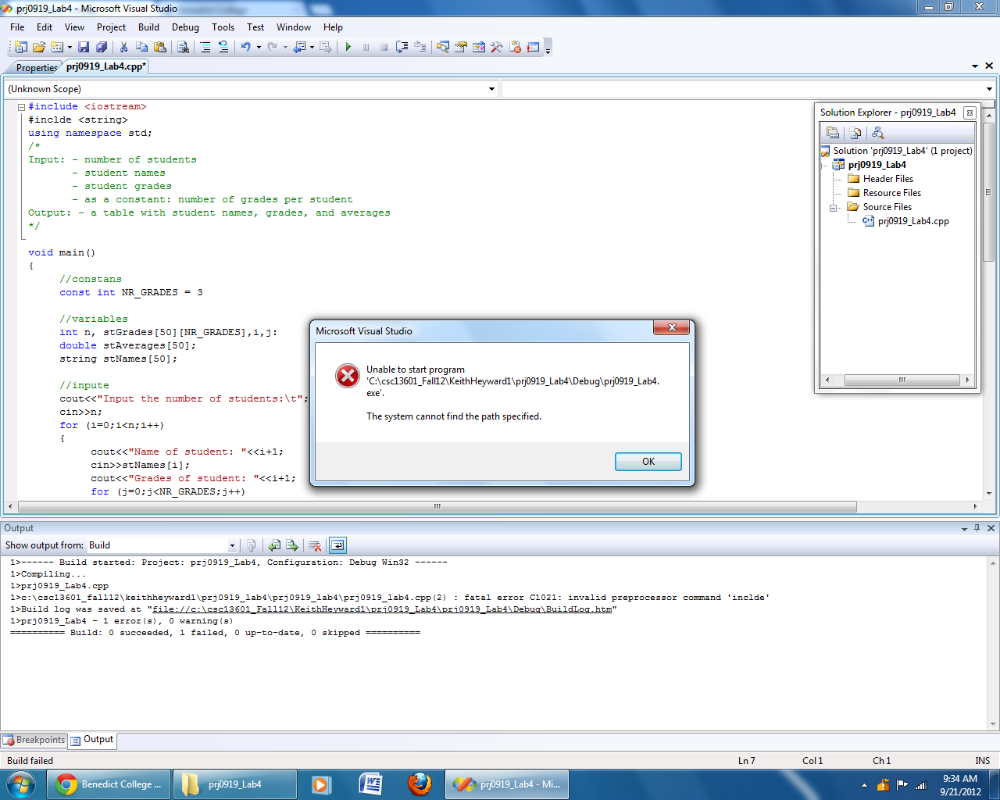 prj0919_Lab4 - Microsoft Visual Studio
File Edit View Project Build Debug Tools Test Window Help
Properties prj0919_Lab4.cpp*
(Unknown Scope)
#include <iostream>
#inclde <string>
using namespace std;
/*
Input: - number of students
- student names
- student grades
- as a constant: number of grades per student
Output: - a table with student names, grades, and averages
*/
void main()
{
//constans
const int NR_GRADES = 3
//variables
int n, stGrades[50][NR_GRADES],i,j:
double stAverages[50];
string stNames[50];
//inpute
cout<<"Input the number of students:\t";
cin>>n;
for (i=0;i<n;i++)
{
cout<<"Name of student: "<<i+1;
cin>>stNames[i];
cout<<"Grades of student: "<<i+1;
for (j=0;j<NR_GRADES;j++)
Solution Explorer - prj0919_Lab4
Solution 'prj0919_Lab4' (1 project)
prj0919_Lab4
Header Files
Resource Files
Source Files
prj0919_Lab4.cpp
Microsoft Visual Studio
Unable to start program
'C:\csc13601_Fall12\KeithHeyward1\prj0919_Lab4\Debug\prj0919_Lab4.
exe'.
The system cannot find the path specified.
OK
Output
Show output from: Build
1>------ Build started: Project: prj0919_Lab4, Configuration: Debug Win32 ------
1>Compiling...
1>prj0919_Lab4.cpp
1>c:\csc13601_fall12\keithheyward1\prj0919_lab4\prj0919_lab4\prj0919_lab4.cpp(2) : fatal error C1021: invalid preprocessor command 'inclde'
1>Build log was saved at "file://c:\csc13601_Fall12\KeithHeyward1\prj0919_Lab4\prj0919_Lab4\Debug\BuildLog.htm"
1>prj0919_Lab4 - 1 error(s), 0 warning(s)
========== Build: 0 succeeded, 1 failed, 0 up-to-date, 0 skipped ==========
Breakpoints Output
Build failed Ln 7 Col 1 Ch 1 INS
Benedict College ... prj0919_Lab4 prj0919_Lab4 - Mi... 9:34 AM
9/21/2012